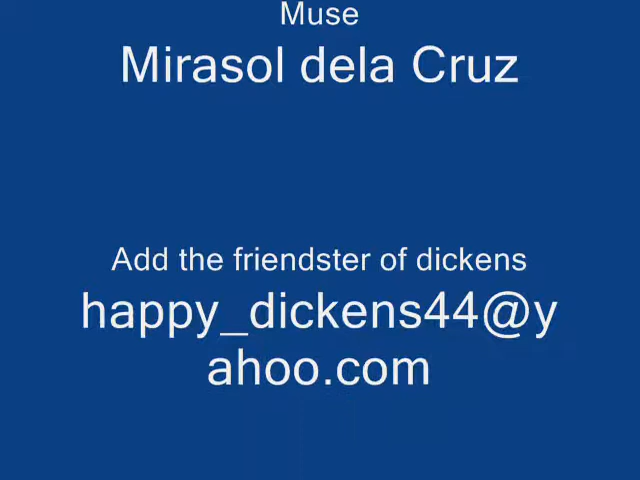 Muse
Mirasol dela Cruz
Add the friendster of dickens
happy_dickens44@y
ahoo.com